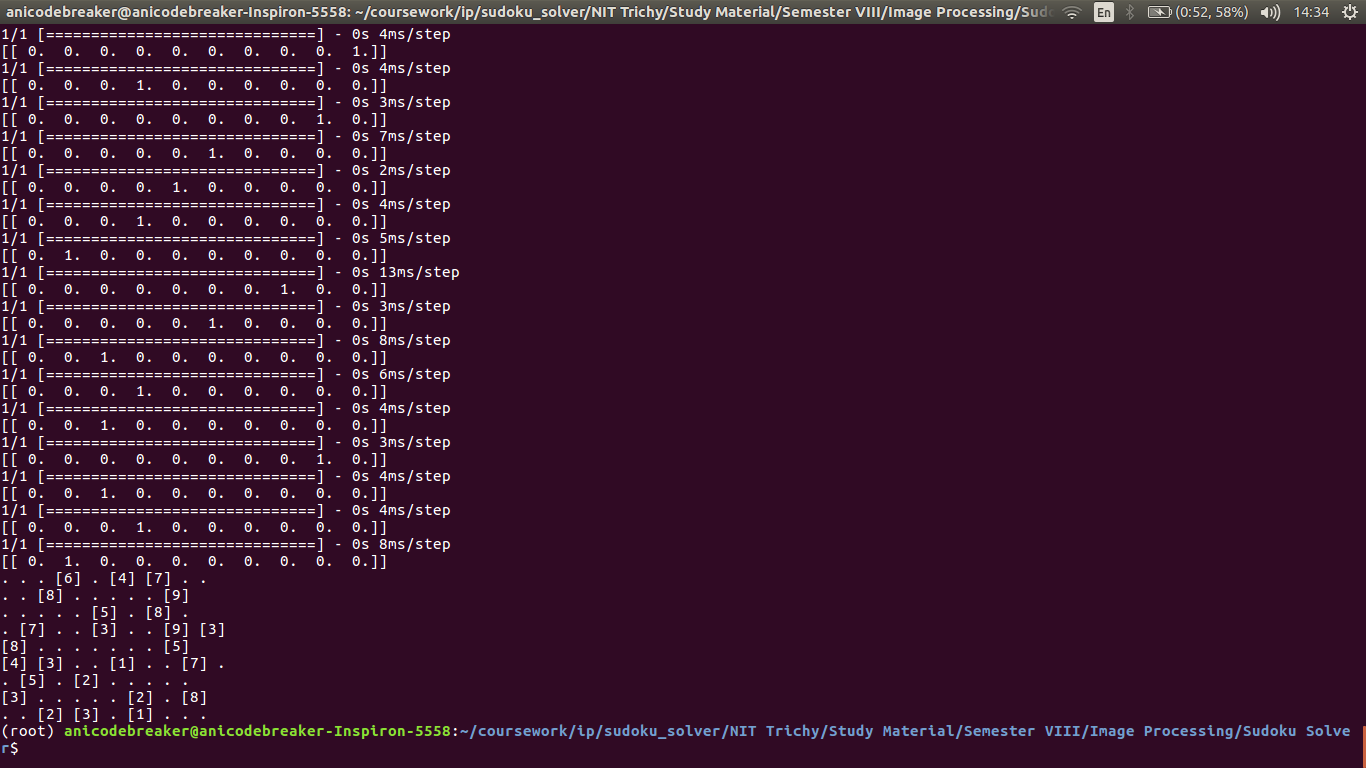 anicodebreaker@anicodebreaker-Inspiron-5558: ~/coursework/ip/sudoku_solver/NIT Trichy/Study Material/Semester VIII/Image Processing/Sudo En (0:52, 58%) 14:34
1/1 [==============================] - 0s 4ms/step
[[ 0.  0.  0.  0.  0.  0.  0.  0.  0.  1.]]
1/1 [==============================] - 0s 4ms/step
[[ 0.  0.  0.  1.  0.  0.  0.  0.  0.  0.]]
1/1 [==============================] - 0s 3ms/step
[[ 0.  0.  0.  0.  0.  0.  0.  0.  1.  0.]]
1/1 [==============================] - 0s 7ms/step
[[ 0.  0.  0.  0.  0.  1.  0.  0.  0.  0.]]
1/1 [==============================] - 0s 2ms/step
[[ 0.  0.  0.  0.  1.  0.  0.  0.  0.  0.]]
1/1 [==============================] - 0s 4ms/step
[[ 0.  0.  0.  1.  0.  0.  0.  0.  0.  0.]]
1/1 [==============================] - 0s 5ms/step
[[ 0.  1.  0.  0.  0.  0.  0.  0.  0.  0.]]
1/1 [==============================] - 0s 13ms/step
[[ 0.  0.  0.  0.  0.  0.  0.  1.  0.  0.]]
1/1 [==============================] - 0s 3ms/step
[[ 0.  0.  0.  0.  0.  1.  0.  0.  0.  0.]]
1/1 [==============================] - 0s 8ms/step
[[ 0.  0.  1.  0.  0.  0.  0.  0.  0.  0.]]
1/1 [==============================] - 0s 6ms/step
[[ 0.  0.  0.  1.  0.  0.  0.  0.  0.  0.]]
1/1 [==============================] - 0s 4ms/step
[[ 0.  0.  1.  0.  0.  0.  0.  0.  0.  0.]]
1/1 [==============================] - 0s 3ms/step
[[ 0.  0.  0.  0.  0.  0.  0.  0.  1.  0.]]
1/1 [==============================] - 0s 4ms/step
[[ 0.  0.  1.  0.  0.  0.  0.  0.  0.  0.]]
1/1 [==============================] - 0s 4ms/step
[[ 0.  0.  0.  1.  0.  0.  0.  0.  0.  0.]]
1/1 [==============================] - 0s 8ms/step
[[ 0.  1.  0.  0.  0.  0.  0.  0.  0.  0.]]
. . . [6] . [4] [7] . .
. . [8] . . . . . [9]
. . . . . [5] . [8] .
. [7] . . [3] . . [9] [3]
[8] . . . . . . . [5]
[4] [3] . . [1] . . [7] .
. [5] . [2] . . . . .
[3] . . . . . [2] . [8]
. . [2] [3] . [1] . . .
(root) anicodebreaker@anicodebreaker-Inspiron-5558:~/coursework/ip/sudoku_solver/NIT Trichy/Study Material/Semester VIII/Image Processing/Sudoku Solve
r$